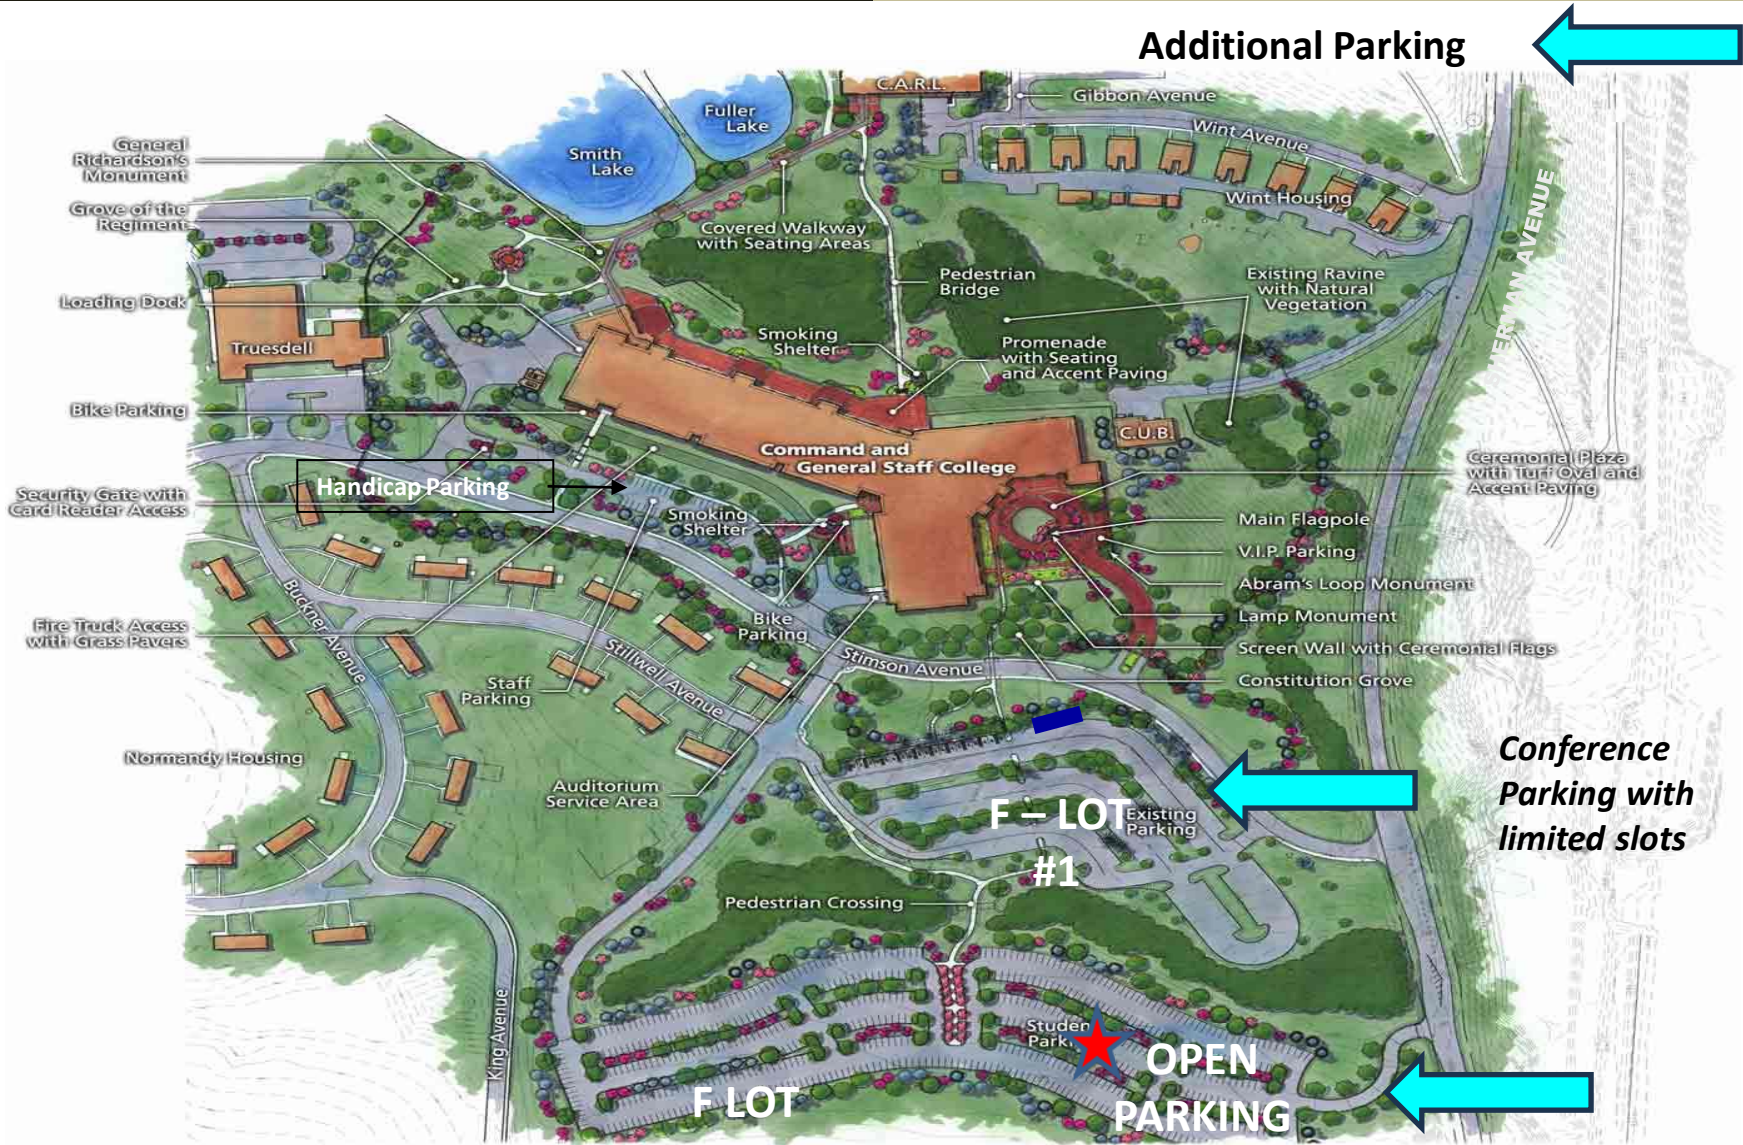 Additional Parking
C.A.R.L.
Gibbon Avenue
Fuller
Lake
Wint Avenue
General
Richardson's
Monument
Smith
Lake
Wint Housing
Grove of the
Regiment
Covered Walkway
with Seating Areas
ERMAN AVENUE
Pedestrian
Bridge
Existing Ravine
with Natural
Vegetation
Loading Dock
Smoking
Shelter
Promenade
with Seating
and Accent Paving
Truesdell
Bike Parking
C.U.B.
Command and
General Staff College
Ceremonial Plaza
with Turf Oval and
Accent Paving
Handicap Parking
Security Gate with
Card Reader Access
Smoking
Shelter
Main Flagpole
V.I.P. Parking
Abram's Loop Monument
Lamp Monument
Screen Wall with Ceremonial Flags
Constitution Grove
Buckner Avenue
Fire Truck Access
with Grass Pavers
Bike
Parking
Stillwell Avenue
Stimson Avenue
Staff
Parking
Normandy Housing
Auditorium
Service Area
Conference
Parking with
limited slots
F – LOT
#1
Existing
Parking
Pedestrian Crossing
King Avenue
Studen
Parki
OPEN
PARKING
F LOT